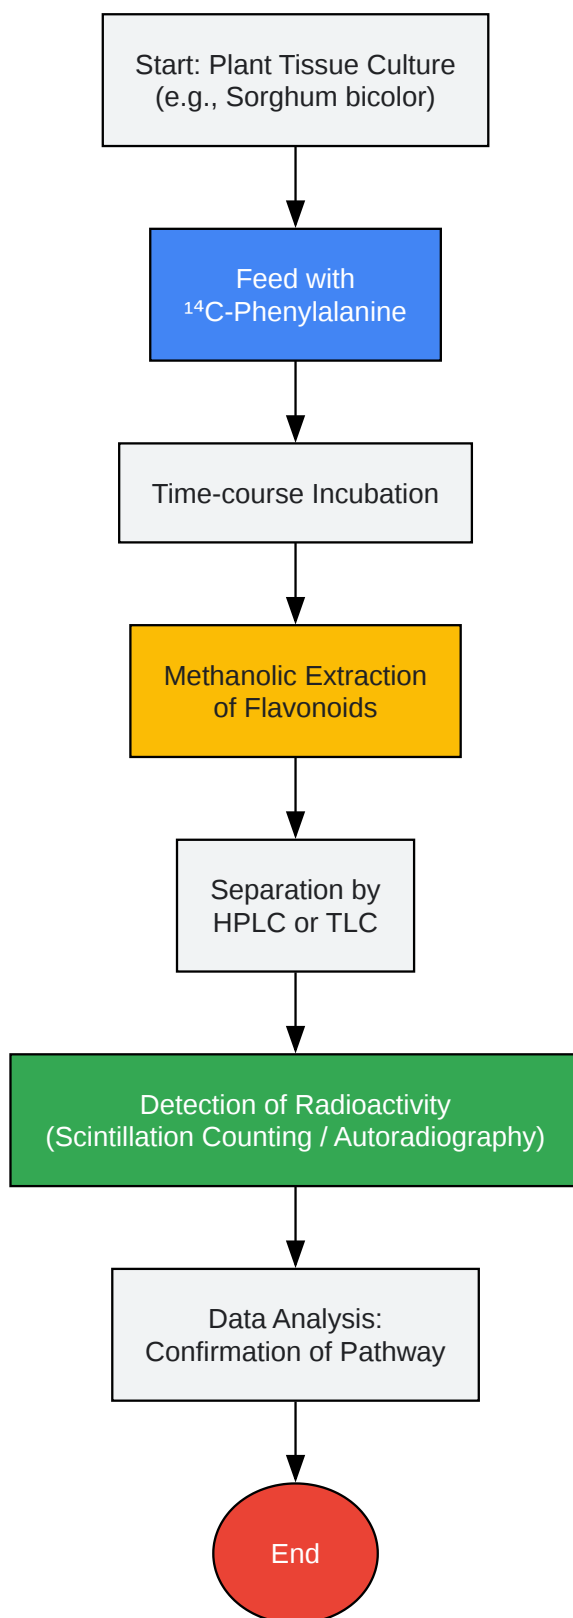 Start: Plant Tissue Culture
(e.g., Sorghum bicolor)
Feed with
¹⁴C-Phenylalanine
Time-course Incubation
Methanolic Extraction
of Flavonoids
Separation by
HPLC or TLC
Detection of Radioactivity
(Scintillation Counting / Autoradiography)
Data Analysis:
Confirmation of Pathway
End